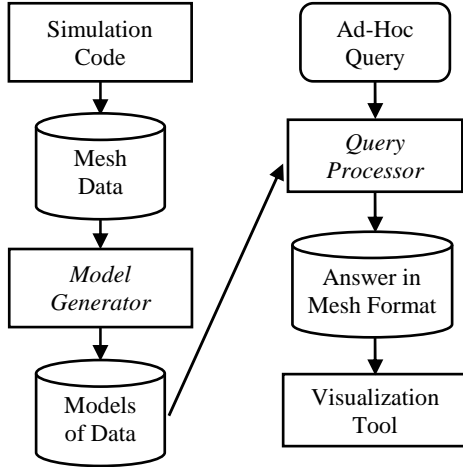 Simulation
Code
Mesh
Data
Model
Generator
Models
of Data
Ad-Hoc
Query
Query
Processor
Answer in
Mesh Format
Visualization
Tool